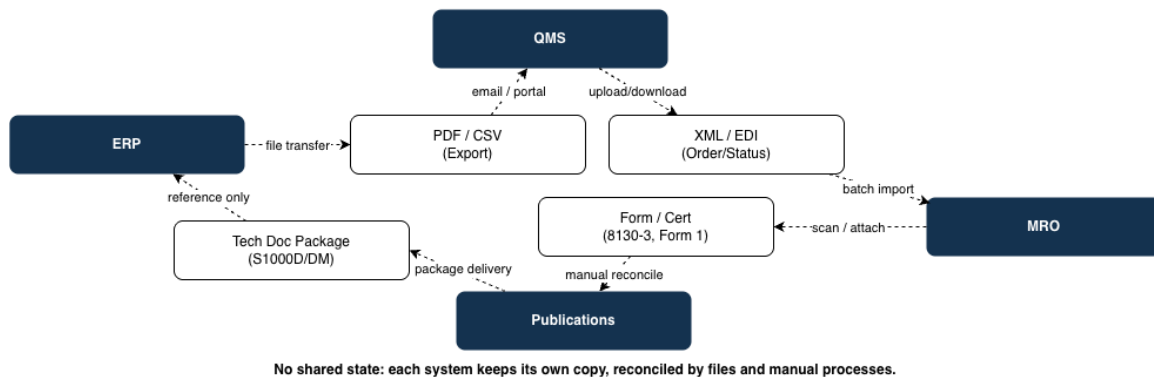 QMS
email / portal
upload/download
ERP
file transfer
PDF / CSV
(Export)
XML / EDI
(Order/Status)
batch import
reference only
Tech Doc Package
(S1000D/DM)
Form / Cert
(8130-3, Form 1)
scan / attach
MRO
package delivery
manual reconcile
Publications
No shared state: each system keeps its own copy, reconciled by files and manual processes.